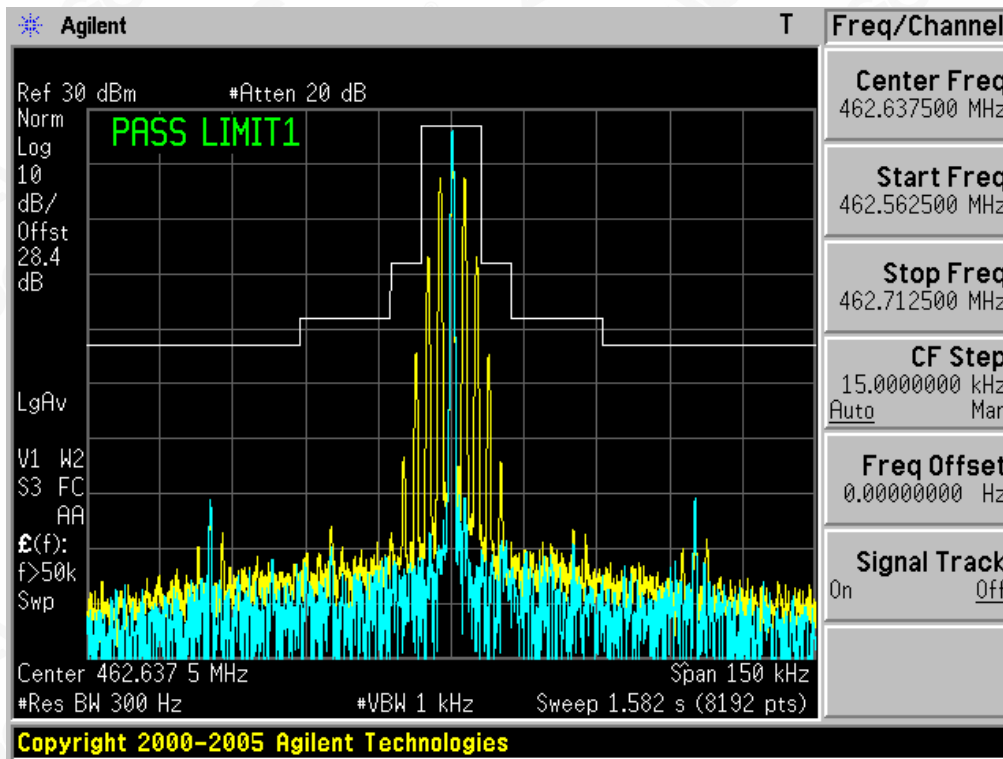 Agilent
T
Freq/Channel
Ref 30 dBm #Atten 20 dB
Norm
Log
10
dB/
Offst
28.4
dB
PASS LIMIT1
LgAv
V1 W2
S3 FC
AA
£(f):
f>50k
Swp
Center 462.637 5 MHz Span 150 kHz
#Res BW 300 Hz #VBW 1 kHz Sweep 1.582 s (8192 pts)
Copyright 2000-2005 Agilent Technologies
Center Freq
462.637500 MHz
Start Freq
462.562500 MHz
Stop Freq
462.712500 MHz
CF Step
15.0000000 kHz
Auto Man
Freq Offset
0.00000000 Hz
Signal Track
On Off